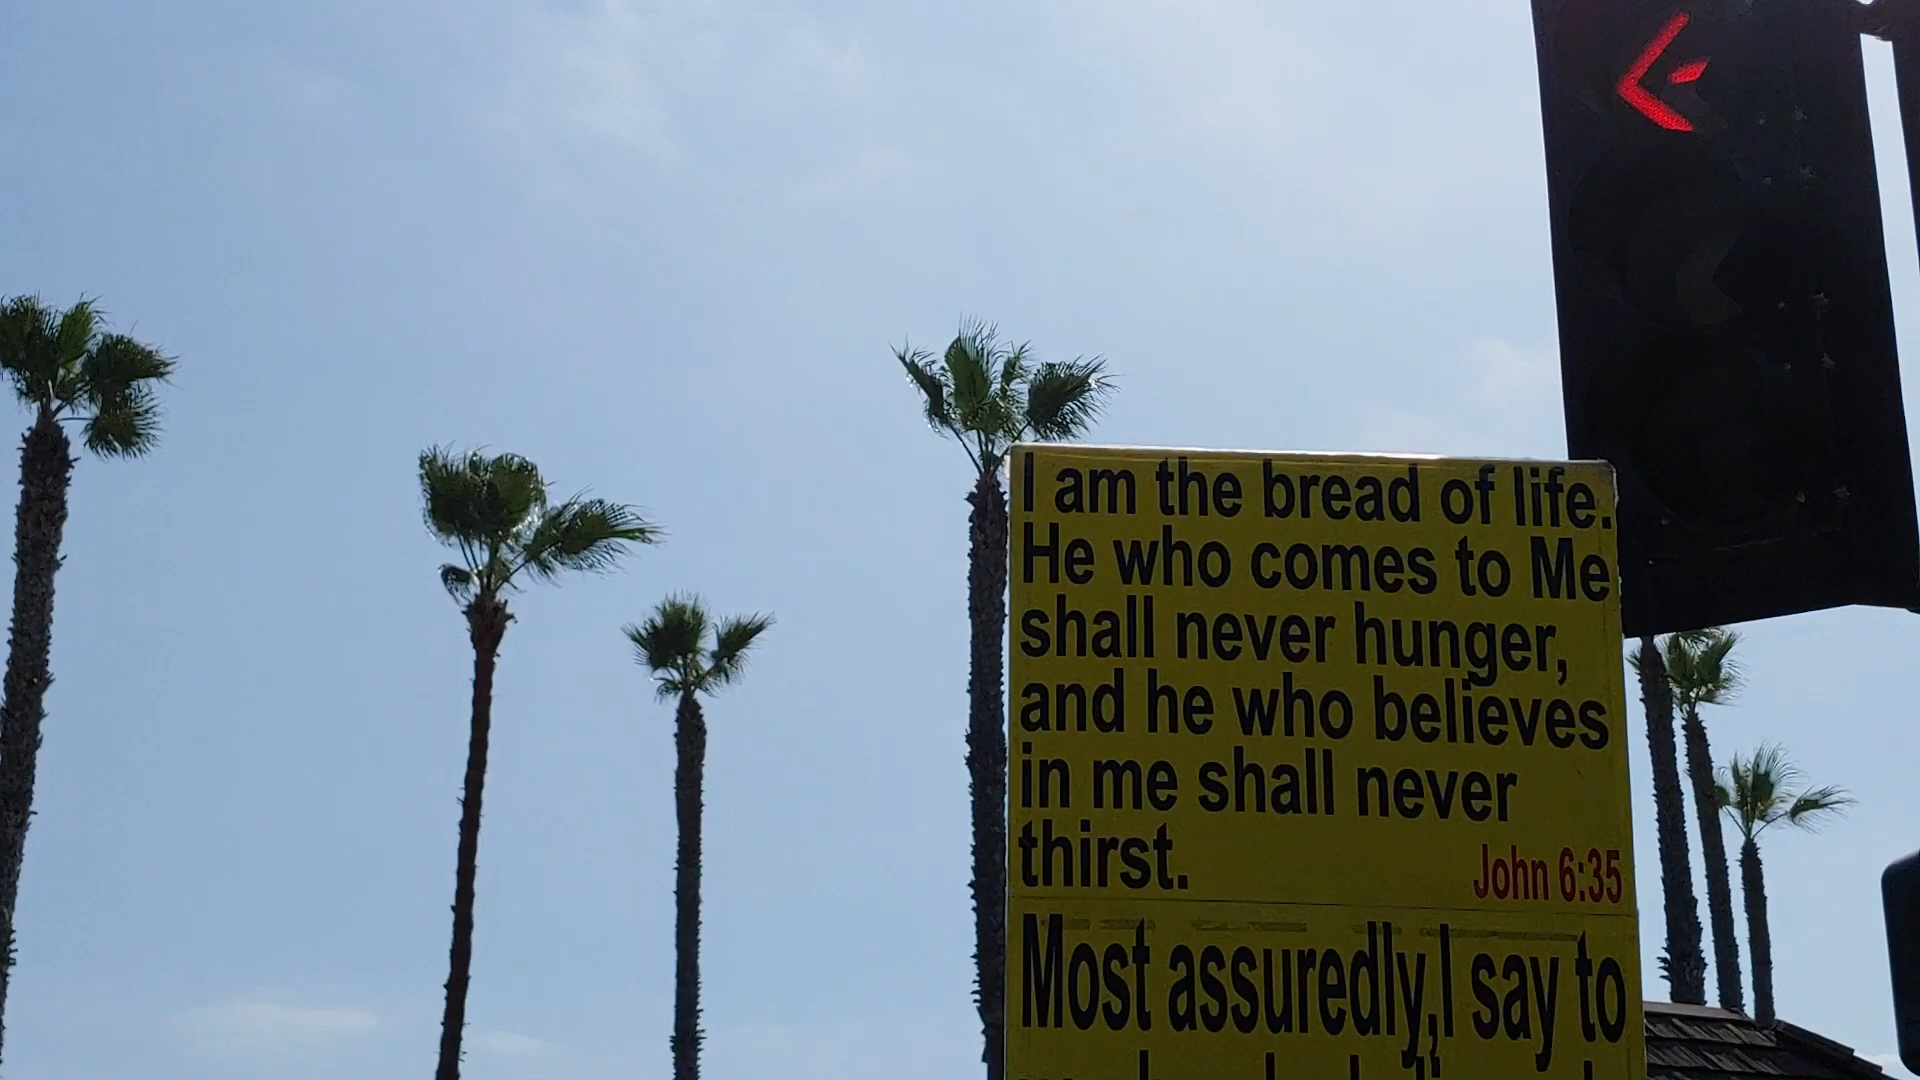 I am the bread of life.
He who comes to Me
shall never hunger,
and he who believes
in me shall never
thirst.
John 6:35
Most assuredly,I say to